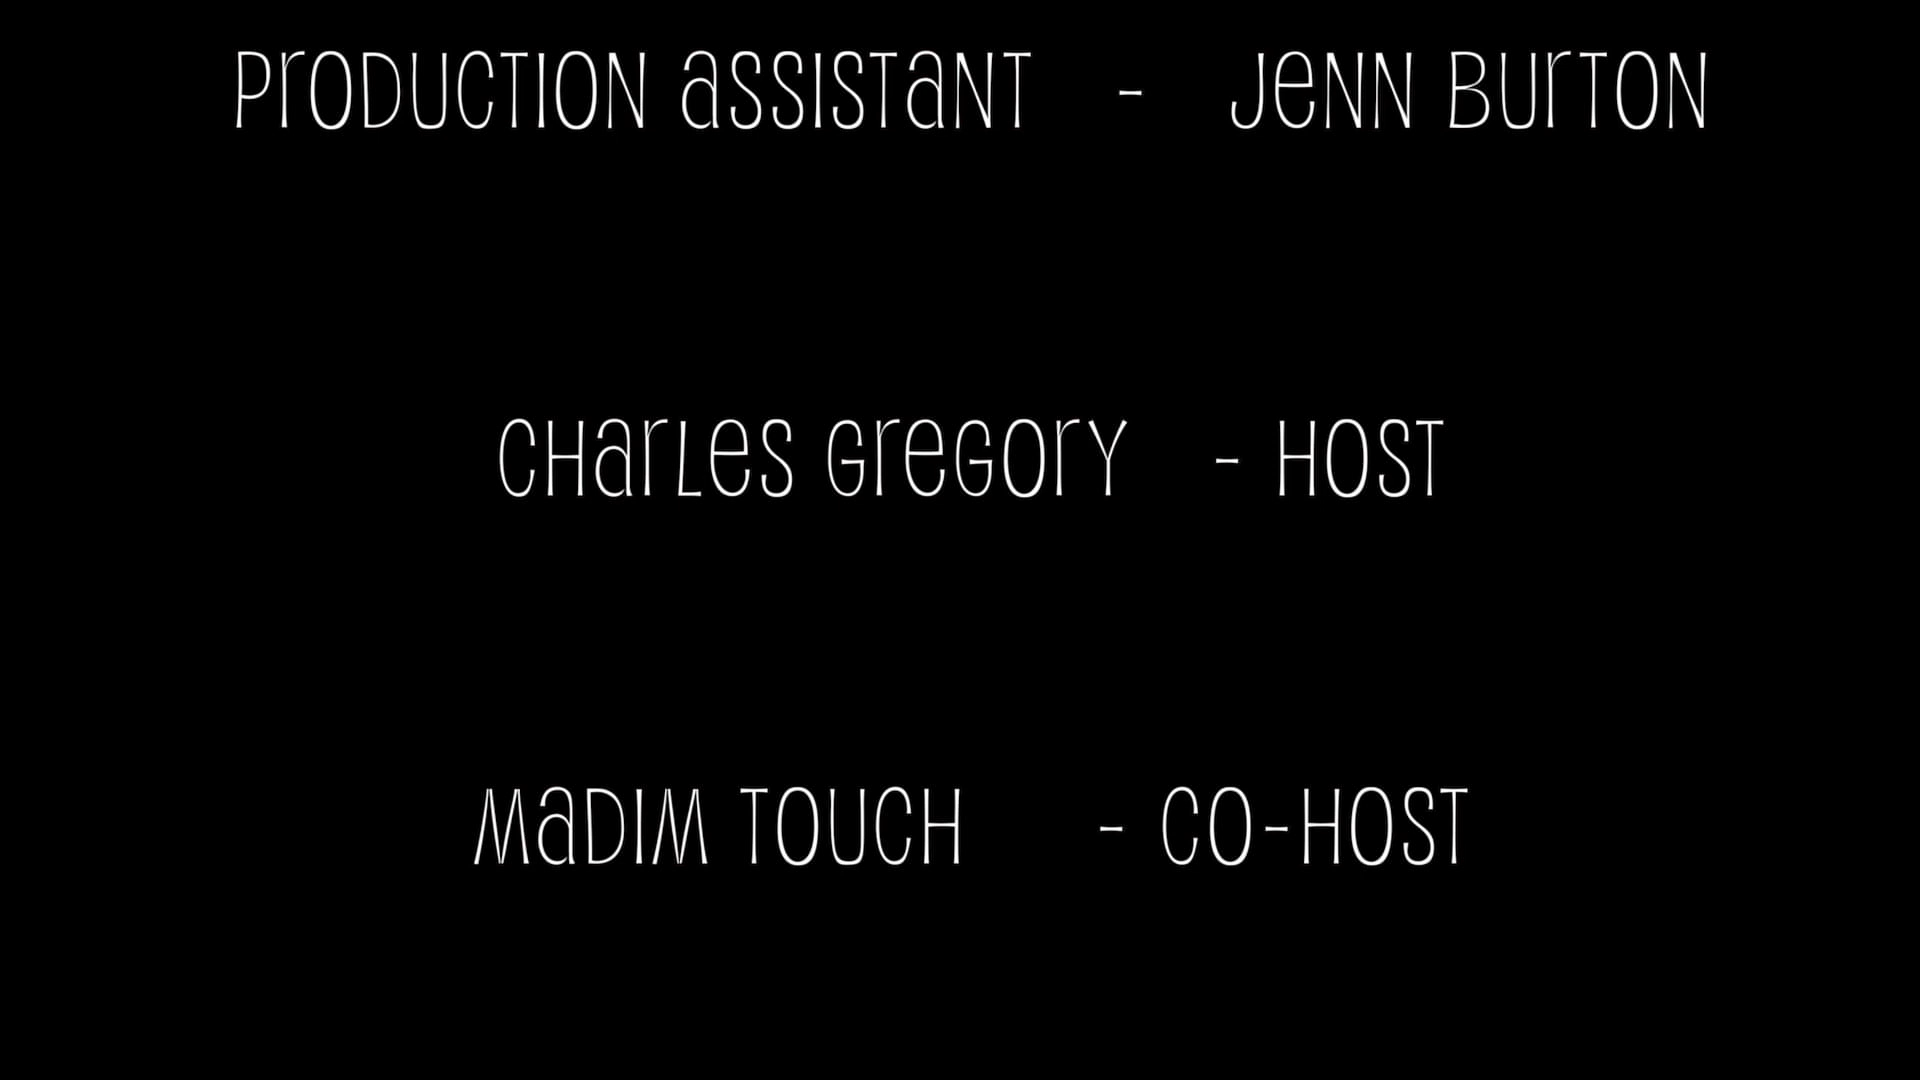 Production Assistant - Jenn Burton
Charles Gregory - Host
Madim Touch - Co-Host